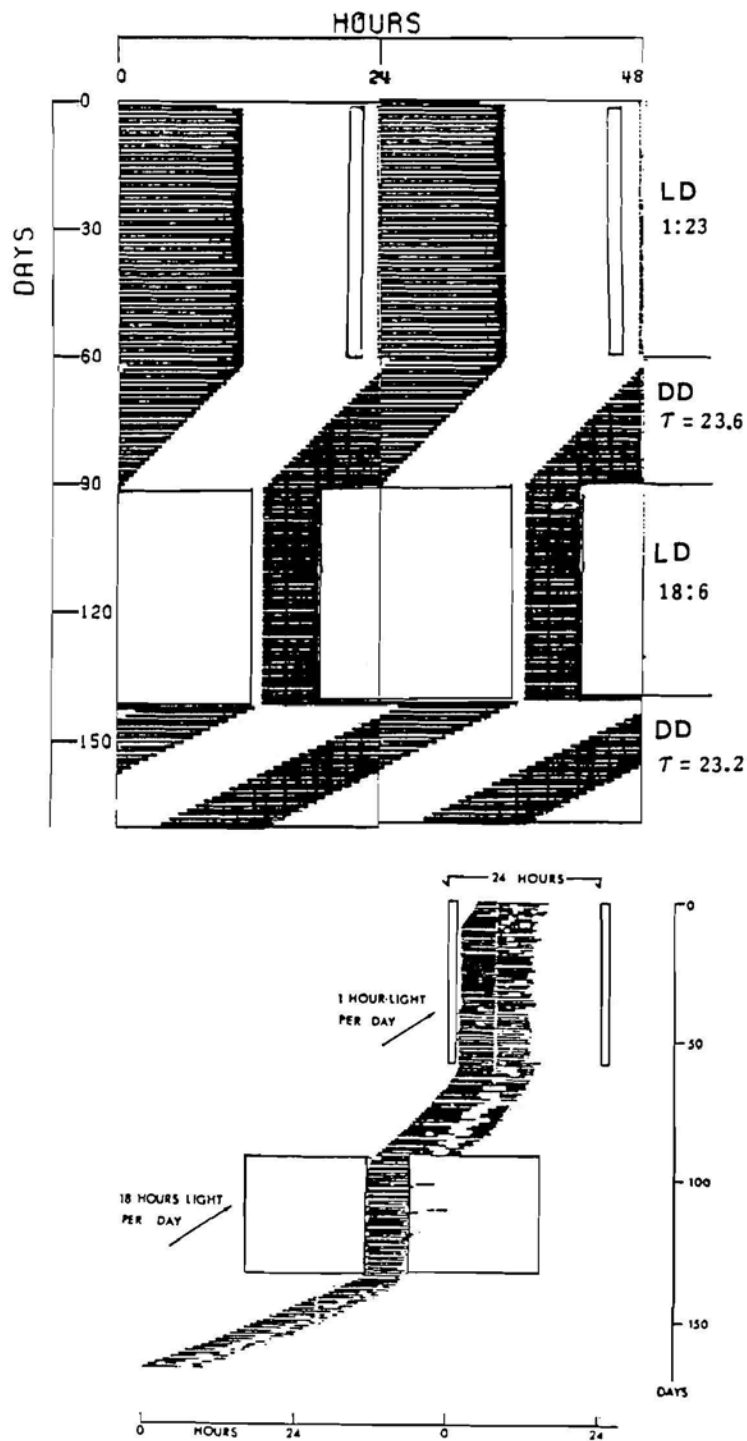 HOURS
0 24 48
DAYS
0
30
60
90
120
150
LD
1:23
DD
τ = 23.6
LD
18:6
DD
τ = 23.2
24 HOURS
1 HOUR·LIGHT
PER DAY
18 HOURS LIGHT
PER DAY
0
50
100
150
DAYS
0 HOURS 24 0 24